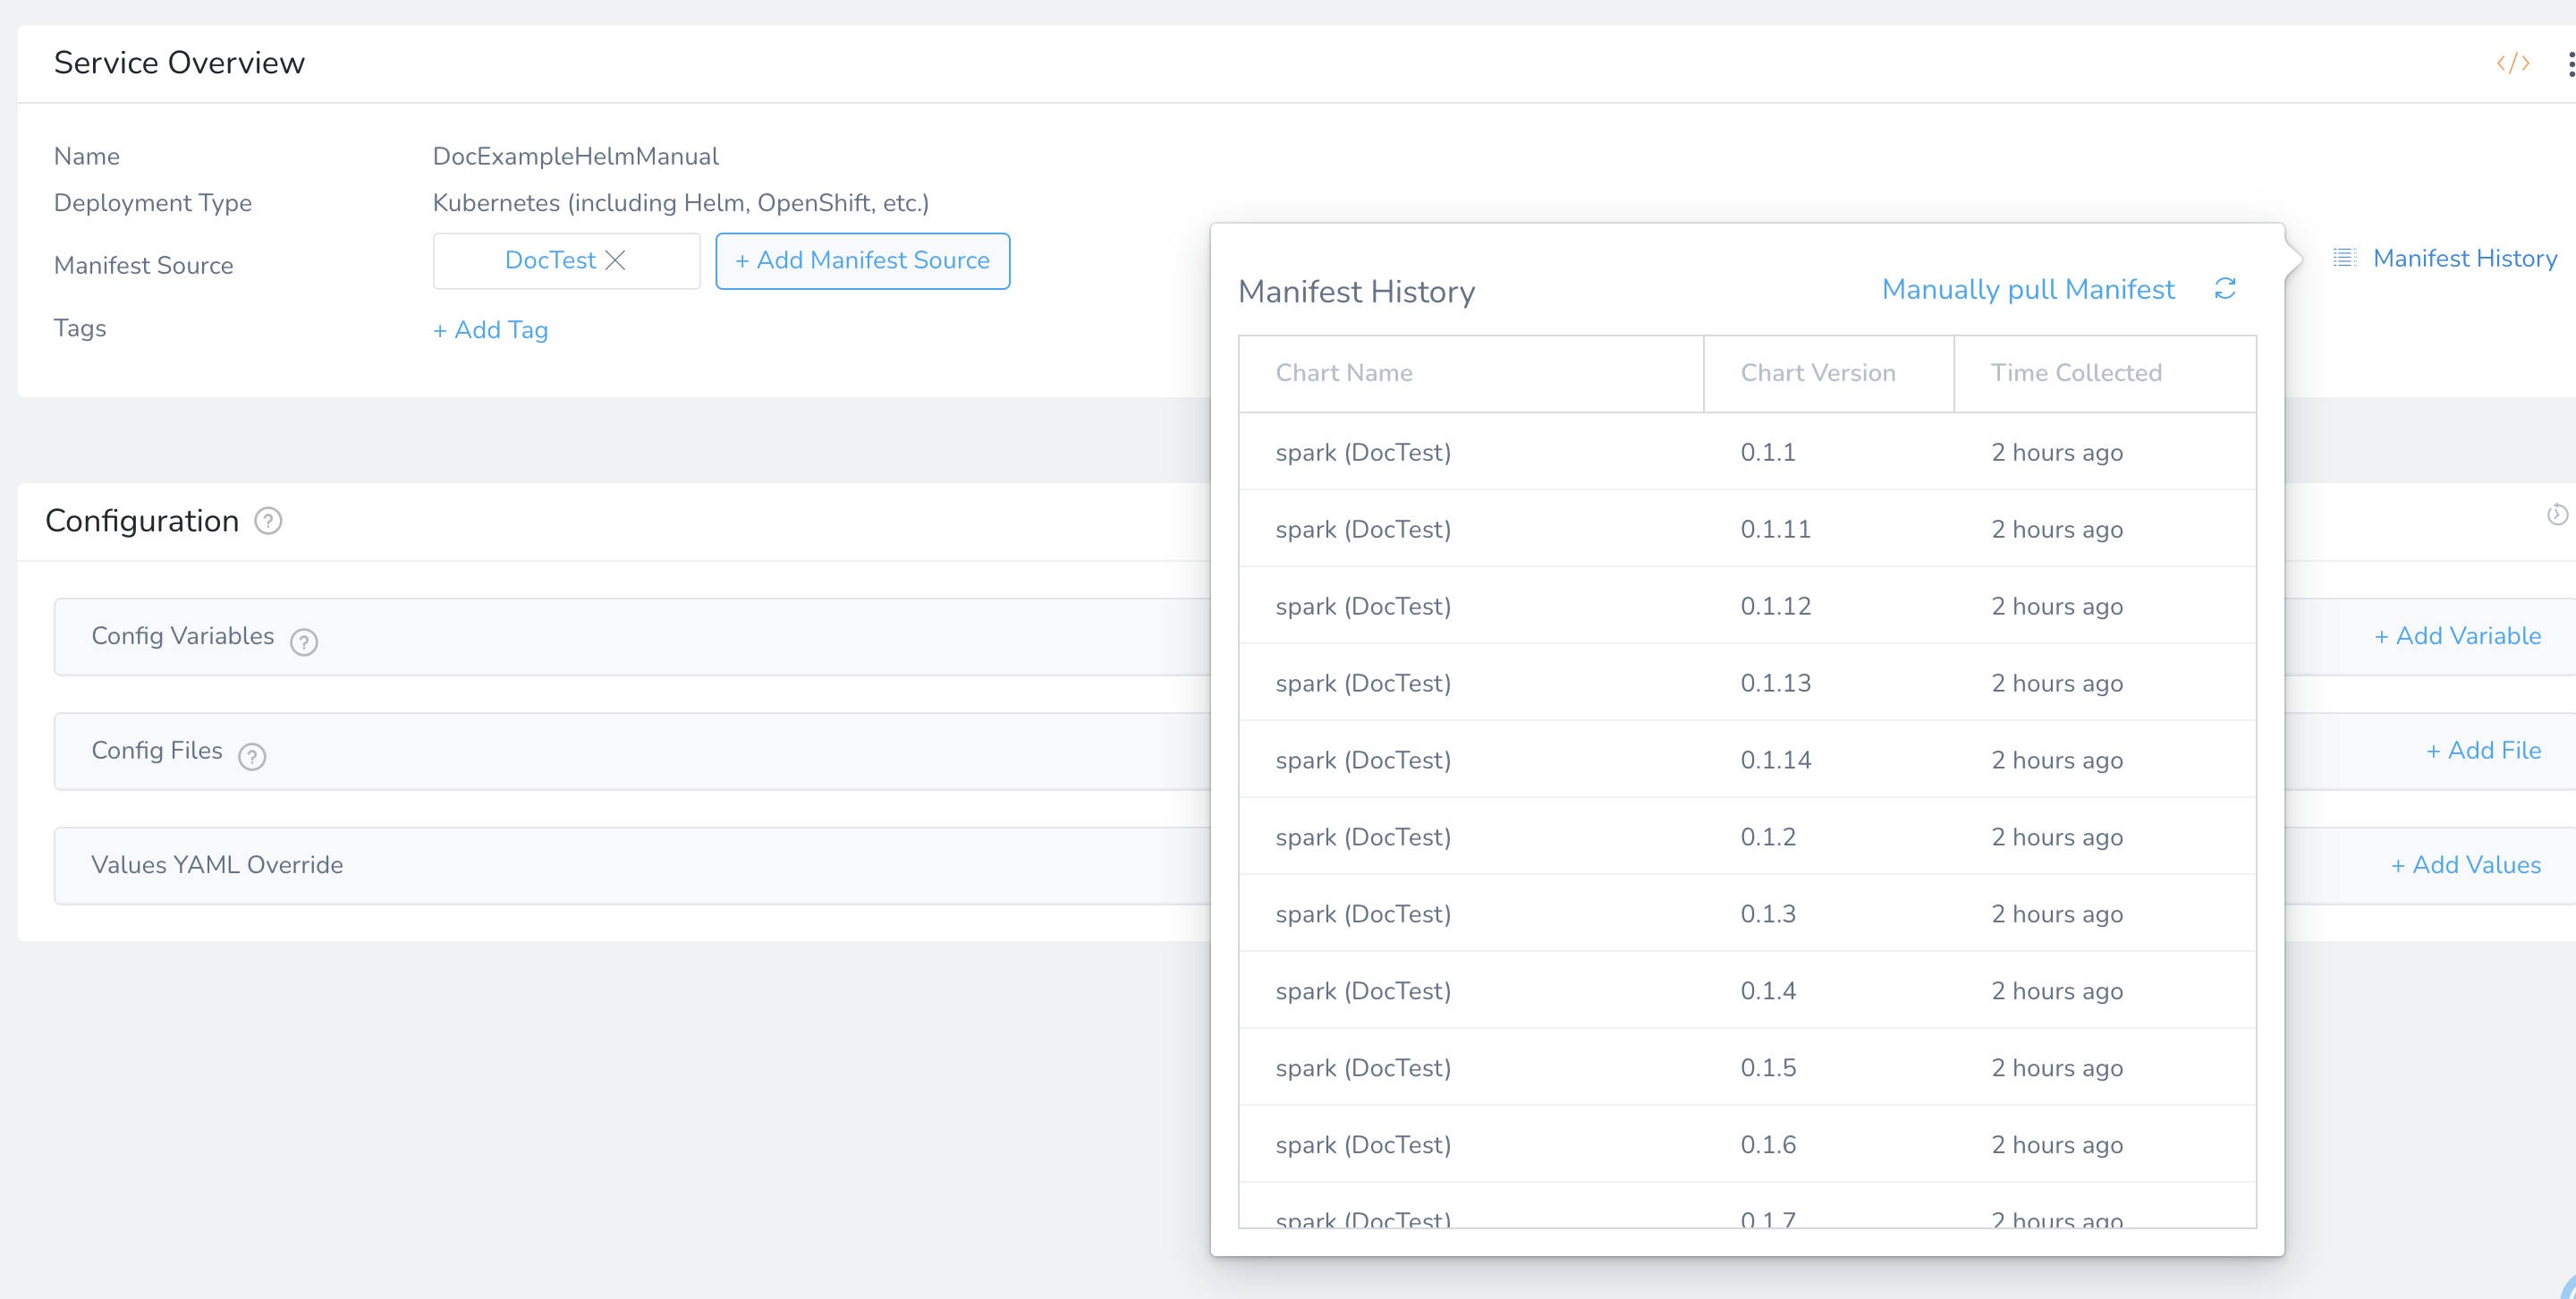 Service Overview
</>
Name DocExampleHelmManual
Deployment Type Kubernetes (including Helm, OpenShift, etc.)
Manifest Source DocTest + Add Manifest Source
Manifest History
Tags + Add Tag
Configuration ?
Config Variables ? + Add Variable
Config Files ? + Add File
Values YAML Override + Add Values
Manifest History Manually pull Manifest
Chart Name Chart Version Time Collected
spark (DocTest) 0.1.1 2 hours ago
spark (DocTest) 0.1.11 2 hours ago
spark (DocTest) 0.1.12 2 hours ago
spark (DocTest) 0.1.13 2 hours ago
spark (DocTest) 0.1.14 2 hours ago
spark (DocTest) 0.1.2 2 hours ago
spark (DocTest) 0.1.3 2 hours ago
spark (DocTest) 0.1.4 2 hours ago
spark (DocTest) 0.1.5 2 hours ago
spark (DocTest) 0.1.6 2 hours ago
spark (DocTest) 0.1.7 2 hours ago